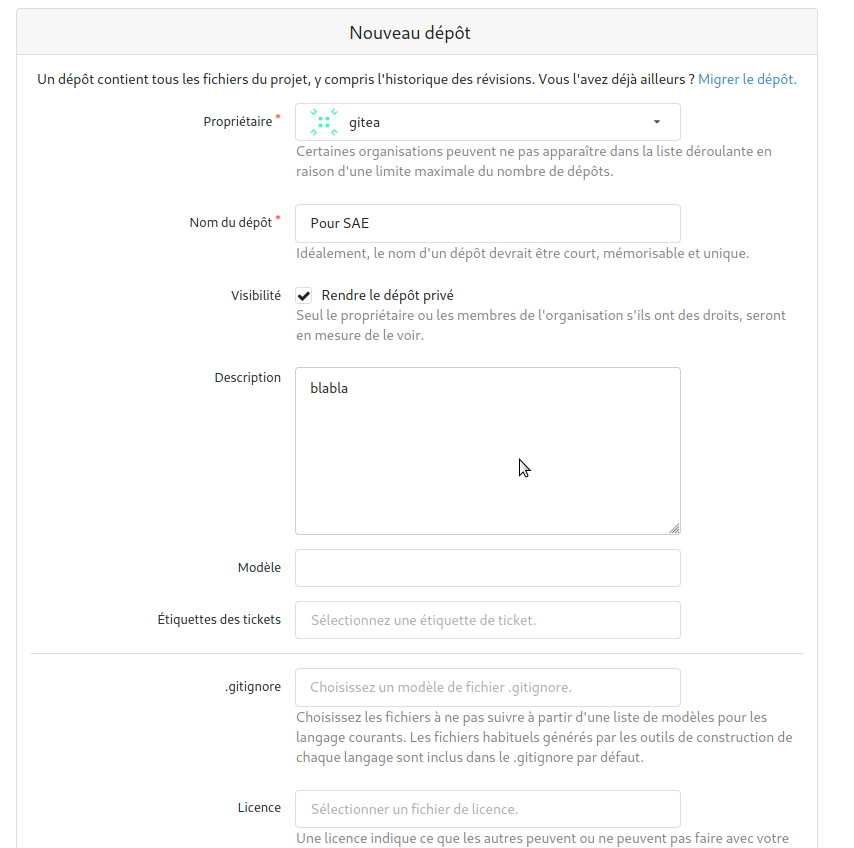 Nouveau dépôt
Un dépôt contient tous les fichiers du projet, y compris l'historique des révisions. Vous l'avez déjà ailleurs ? Migrer le dépôt.
Propriétaire *
gitea
Certaines organisations peuvent ne pas apparaître dans la liste déroulante en
raison d'une limite maximale du nombre de dépôts.
Nom du dépôt *
Pour SAE
Idéalement, le nom d'un dépôt devrait être court, mémorisable et unique.
Visibilité
Rendre le dépôt privé
Seul le propriétaire ou les membres de l'organisation s'ils ont des droits, seront
en mesure de le voir.
Description
blabla
Modèle
Étiquettes des tickets
Sélectionnez une étiquette de ticket.
.gitignore
Choisissez un modèle de fichier .gitignore.
Choisissez les fichiers à ne pas suivre à partir d'une liste de modèles pour les
langage courants. Les fichiers habituels générés par les outils de construction de
chaque langage sont inclus dans le .gitignore par défaut.
Licence
Sélectionner un fichier de licence.
Une licence indique ce que les autres peuvent ou ne peuvent pas faire avec votre